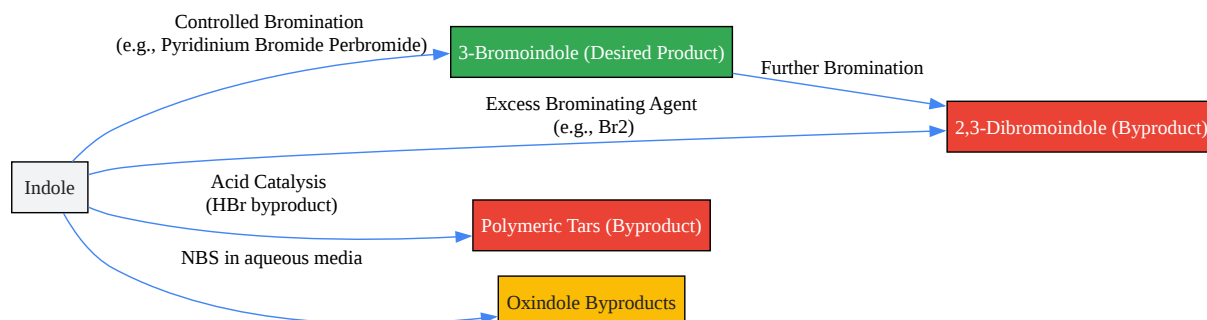 Controlled Bromination
(e.g., Pyridinium Bromide Perbromide)
3-Bromoindole (Desired Product)
Further Bromination
Excess Brominating Agent
(e.g., Br2)
2,3-Dibromoindole (Byproduct)
Indole
Acid Catalysis
(HBr byproduct)
Polymeric Tars (Byproduct)
NBS in aqueous media
Oxindole Byproducts